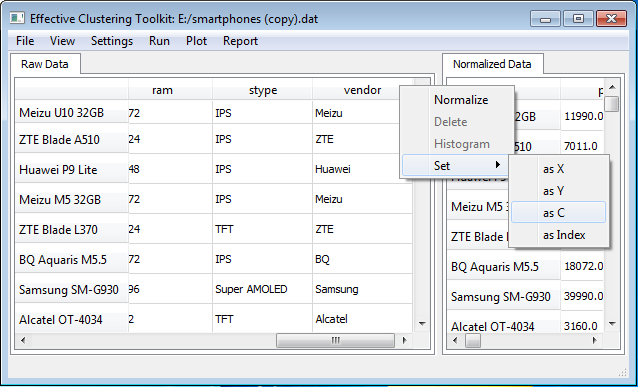 Effective Clustering Toolkit: E:/smartphones (copy).dat
File View Settings Run Plot Report
Raw Data
ram stype vendor
Meizu U10 32GB 72 IPS Meizu
ZTE Blade A510 24 IPS ZTE
Huawei P9 Lite 48 IPS Huawei
Meizu M5 32GB 72 IPS Meizu
ZTE Blade L370 24 TFT ZTE
BQ Aquaris M5.5 72 IPS BQ
Samsung SM-G930 96 Super AMOLED Samsung
Alcatel OT-4034 2 TFT Alcatel
Normalize
Delete
Histogram
Set
as X
as Y
as C
as Index
Normalized Data
p
32GB 11990.0
510 7011.0
Meizu M5 3
ZTE Blade L
BQ Aquaris M5.5 18072.0
Samsung SM-G930 39990.0
Alcatel OT-4034 3160.0